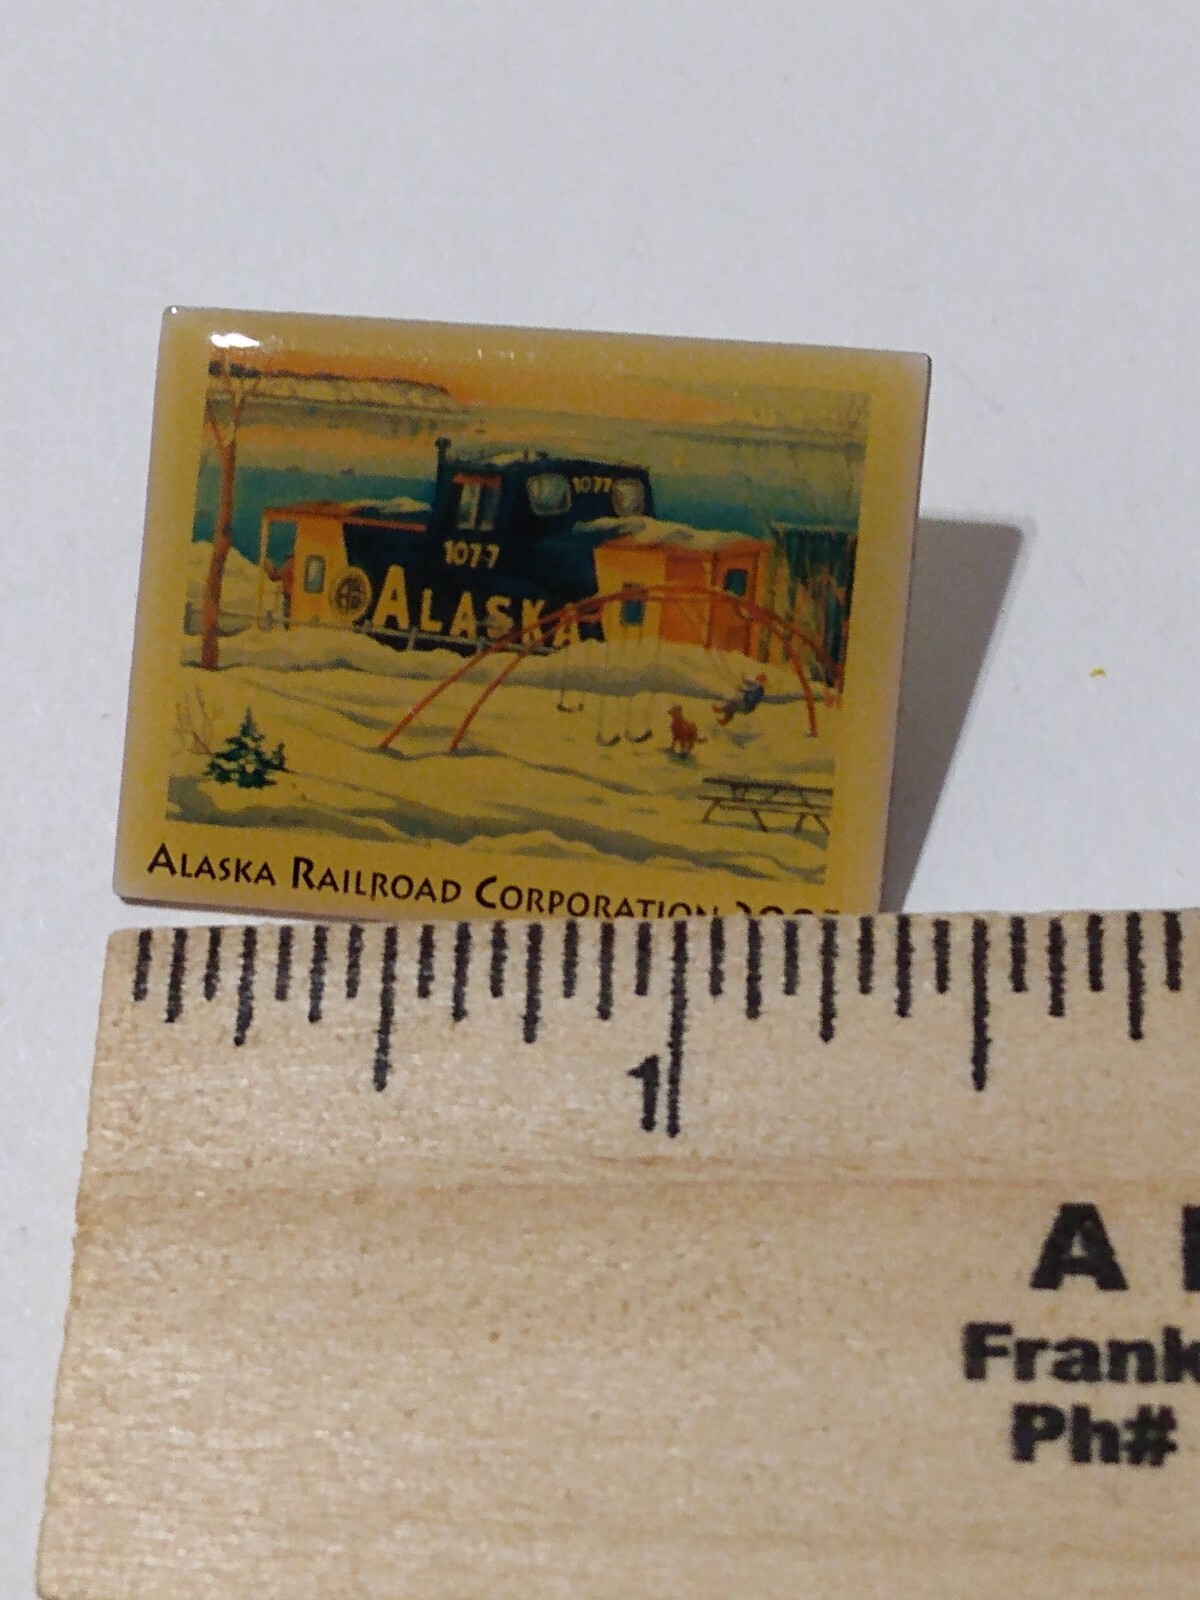 1077
1077
ALASKA
ALASKA RAILROAD CORPORATION
1
A
Frank
Ph#